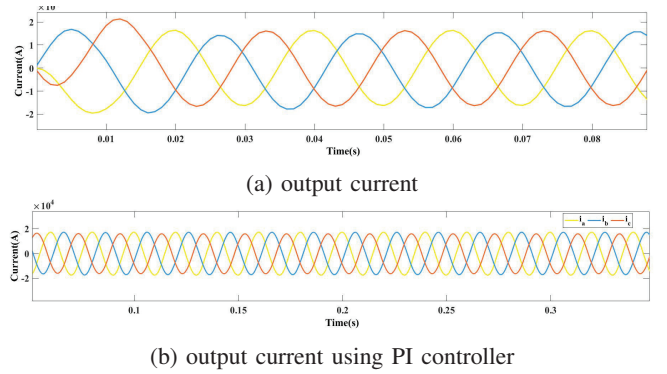 2
1
0
-1
-2
Current(A)
0.01 0.02 0.03 0.04 0.05 0.06 0.07 0.08
Time(s)
(a) output current
×10⁴
i_a i_b i_c
2
0
-2
Current(A)
0.1 0.15 0.2 0.25 0.3
Time(s)
(b) output current using PI controller